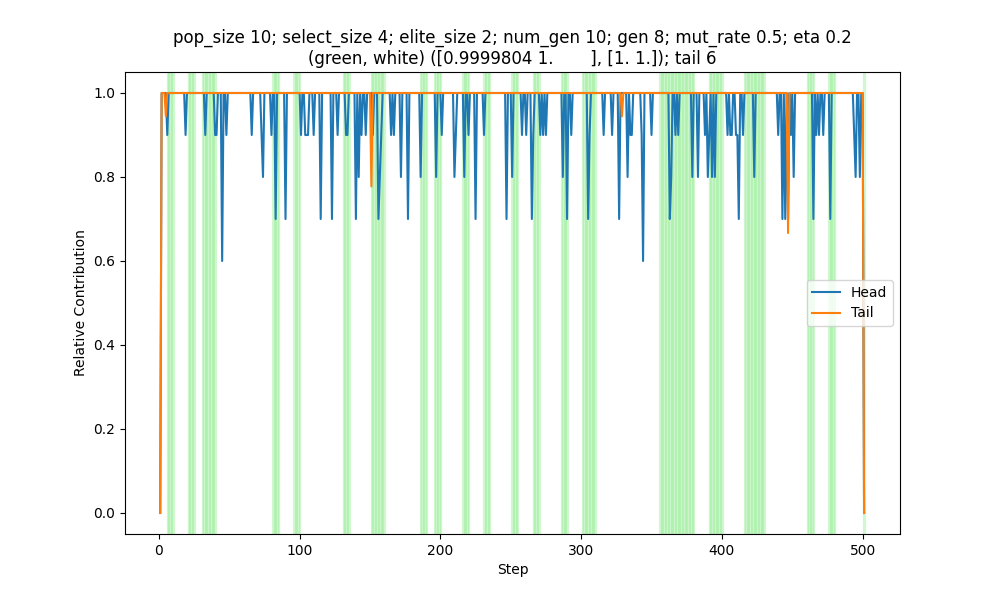 pop_size 10; select_size 4; elite_size 2; num_gen 10; gen 8; mut_rate 0.5; eta 0.2
(green, white) ([0.9999804 1.        ], [1. 1.]); tail 6
1.0
0.8
0.6
0.4
0.2
0.0
Relative Contribution
Head
Tail
0
100
200
300
400
500
Step